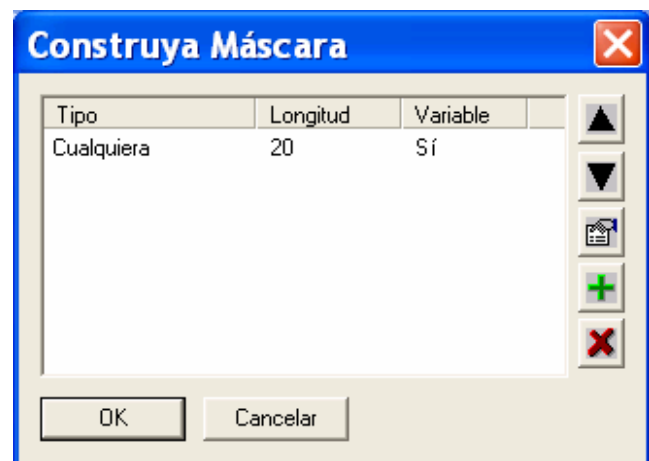 Construya Máscara
Tipo Longitud Variable
Cualquiera 20 Sí
OK Cancelar